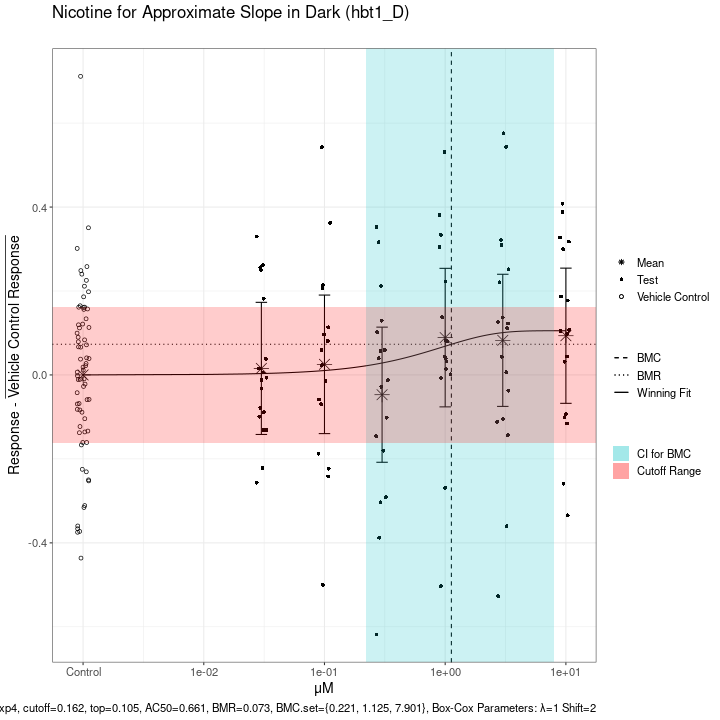 Nicotine for Approximate Slope in Dark (hbt1_D)
Response - Vehicle Control Response
0.4
0.0
-0.4
Control
1e-02
1e-01
1e+00
1e+01
µM
Mean
Test
Vehicle Control
BMC
BMR
Winning Fit
CI for BMC
Cutoff Range
xp4, cutoff=0.162, top=0.105, AC50=0.661, BMR=0.073, BMC.set={0.221, 1.125, 7.901}, Box-Cox Parameters: λ=1 Shift=2